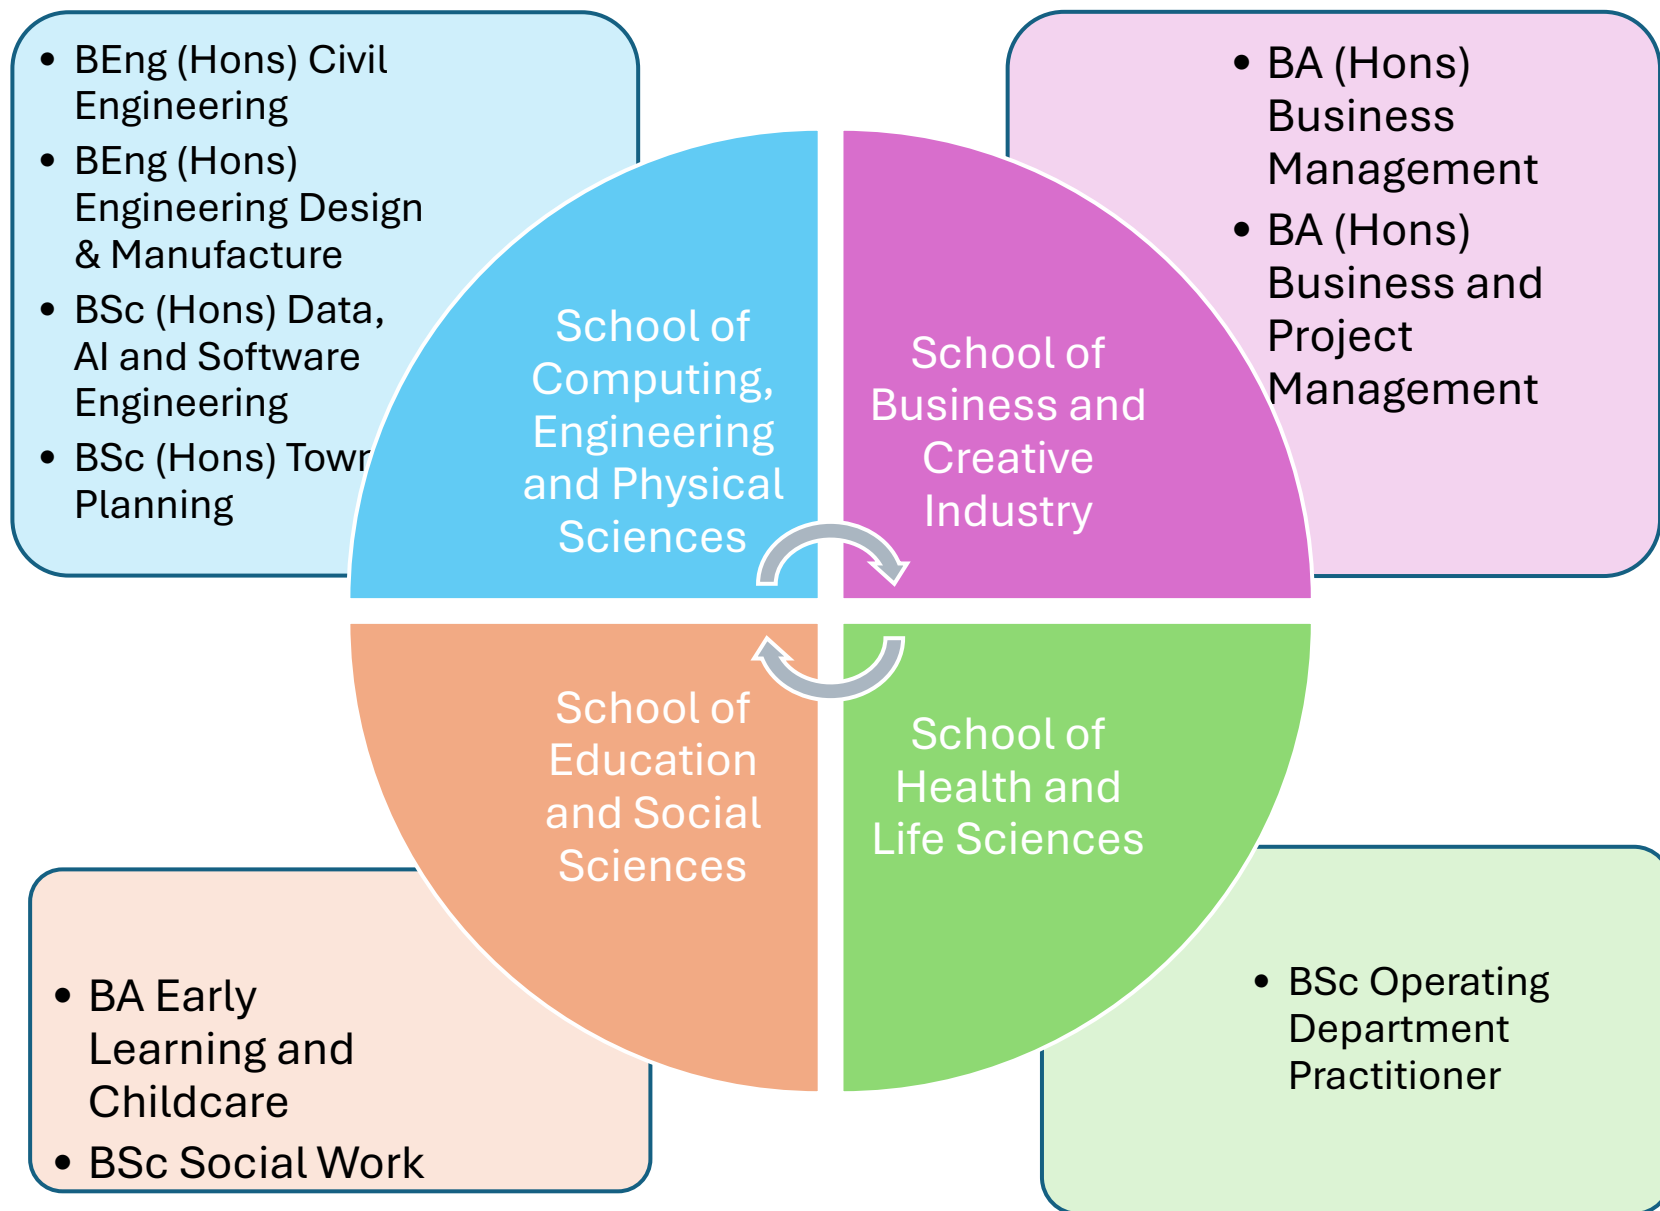 • BEng (Hons) Civil
Engineering
• BEng (Hons)
Engineering Design
& Manufacture
• BSc (Hons) Data,
AI and Software
Engineering
• BSc (Hons) Town
Planning
• BA (Hons)
Business
Management
• BA (Hons)
Business and
Project
Management
School of
Computing,
Engineering
and Physical
Sciences
School of
Business and
Creative
Industry
School of
Education
and Social
Sciences
School of
Health and
Life Sciences
• BA Early
Learning and
Childcare
• BSc Social Work
• BSc Operating
Department
Practitioner